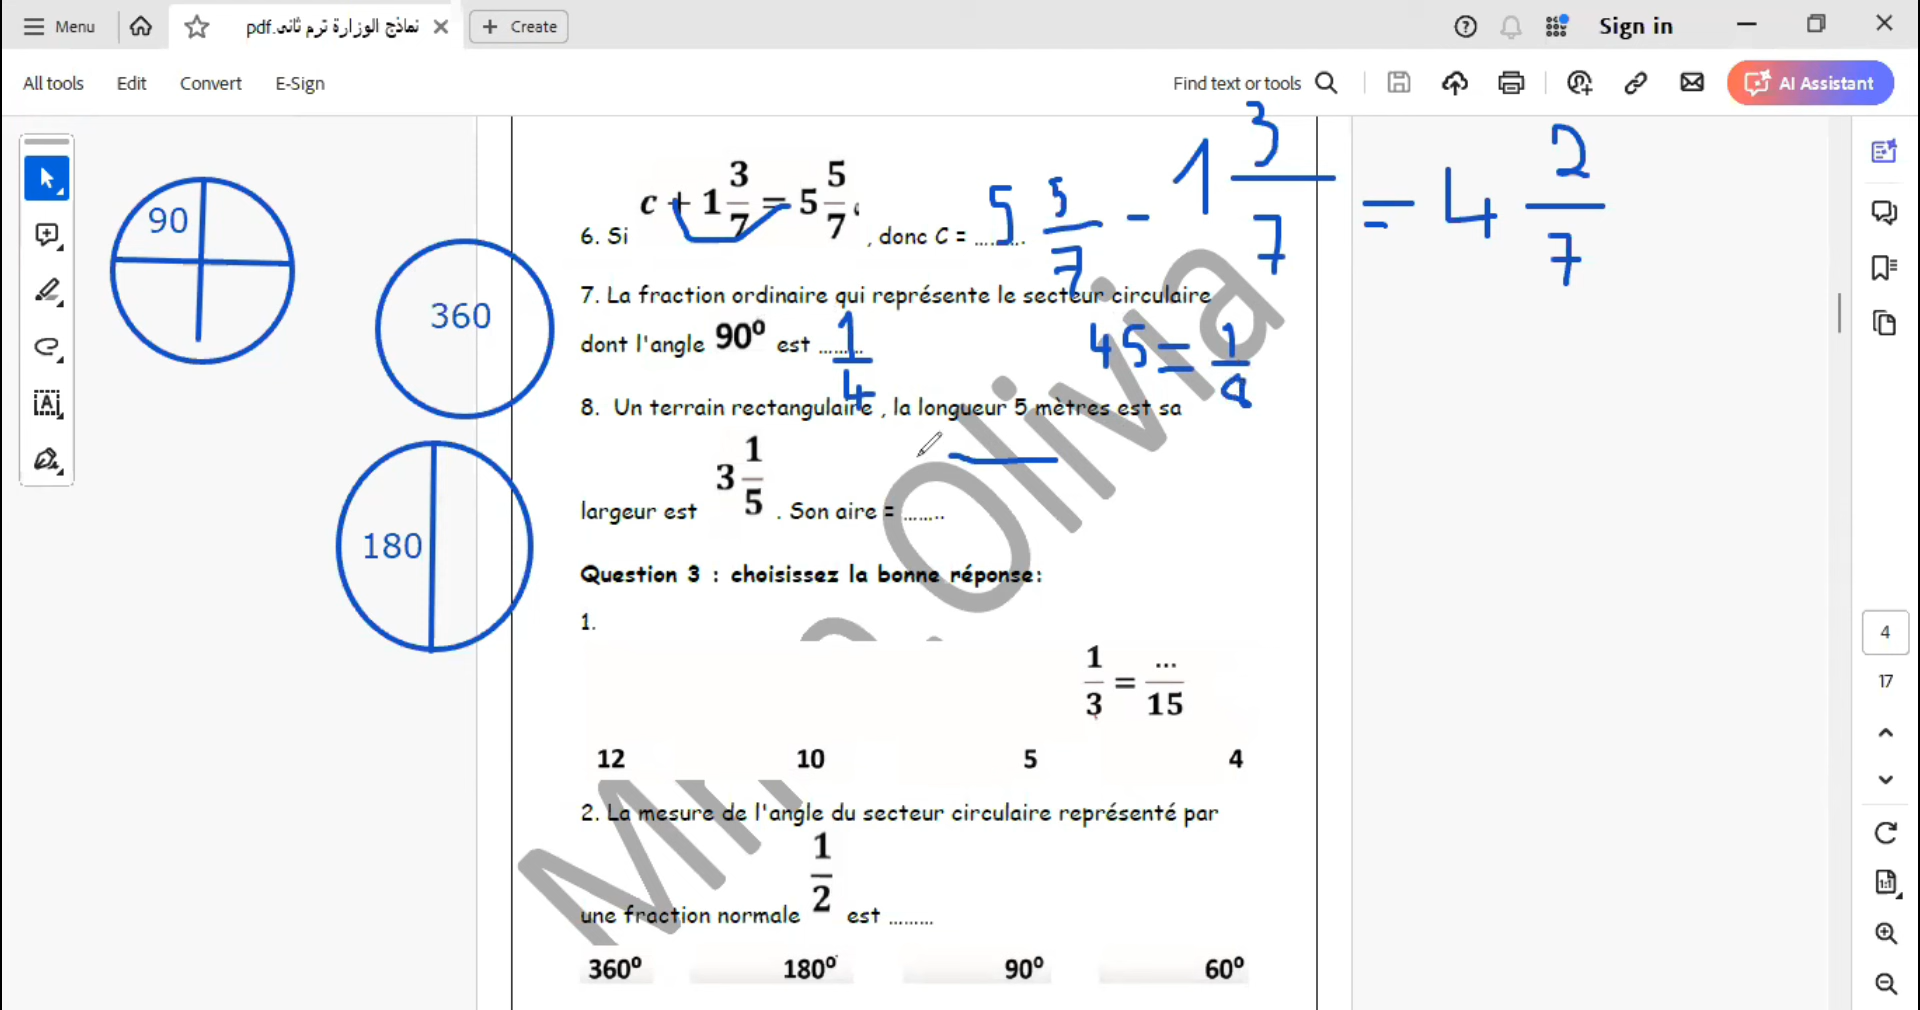 Menu
نماذج الوزارة ترم ثانى.pdf
Create
Sign in
All tools Edit Convert E-Sign
Find text or tools
AI Assistant
6. Si c + 1 3/7 = 5 5/7 , donc C = ......... 5 5/7 - 1 3/7 = 4 2/7
7. La fraction ordinaire qui représente le secteur circulaire
dont l'angle 90° est ........ 1/4
45 = 1/8
8. Un terrain rectangulaire , la longueur 5 mètres est sa
largeur est 3 1/5 . Son aire = ........
Question 3 : choisissez la bonne réponse:
1.
1/3 = .../15
12 10 5 4
2. La mesure de l'angle du secteur circulaire représenté par
une fraction normale 1/2 est .........
360° 180° 90° 60°
90
360
180
Olivia
4
17